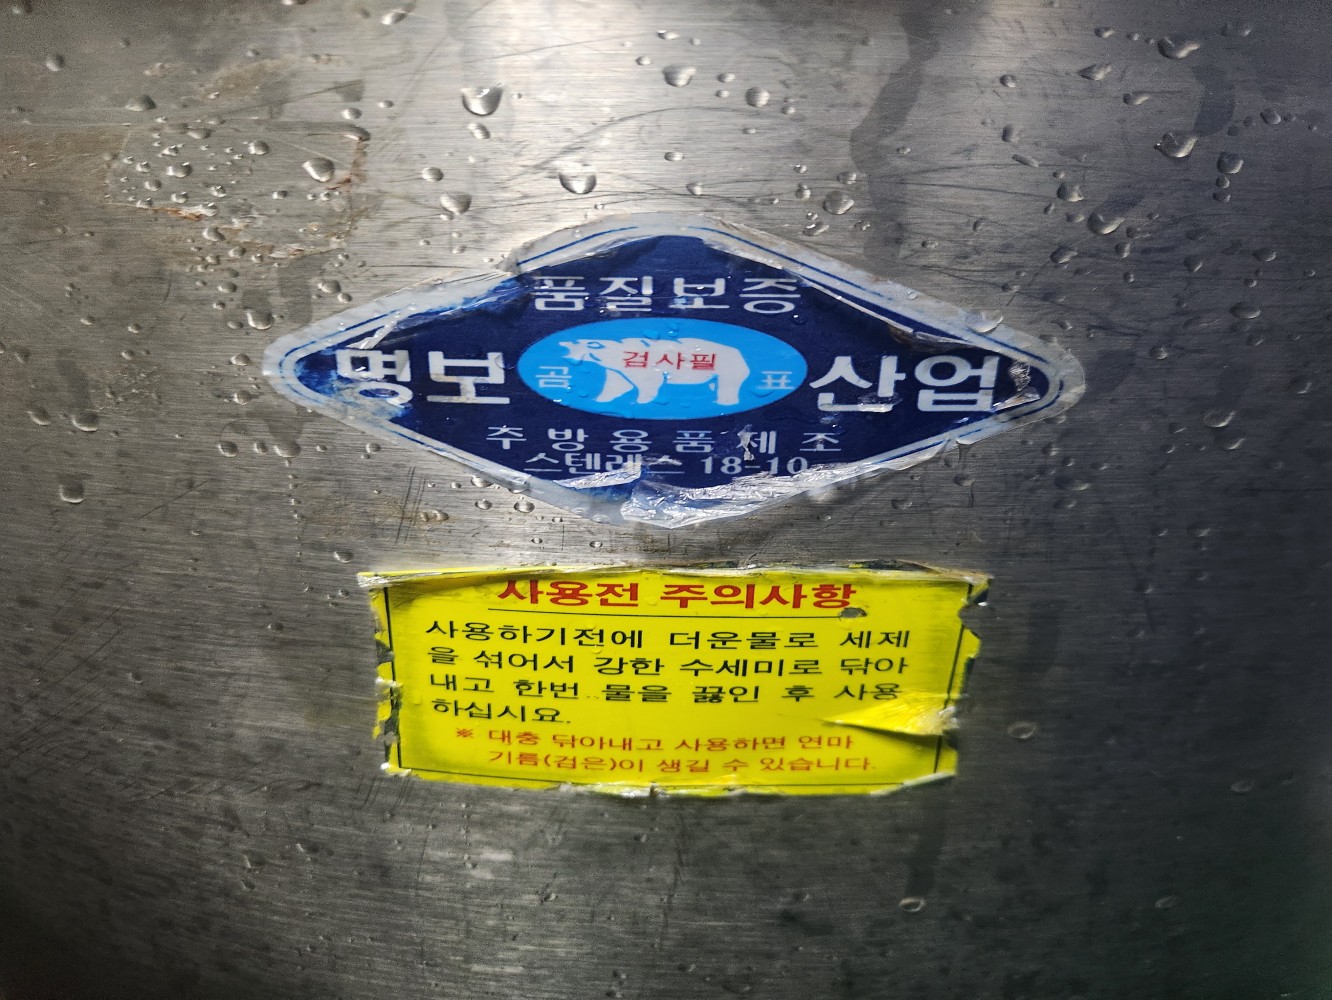 품질보증
명보 곰 검사필 표 산업
주방용품제조
스텐레스 18-10
사용전 주의사항
사용하기전에 더운물로 세제
을 섞어서 강한 수세미로 닦아
내고 한번 물을 끓인 후 사용
하십시요.
※ 대충 닦아내고 사용하면 연마
기름(검은)이 생길 수 있습니다.